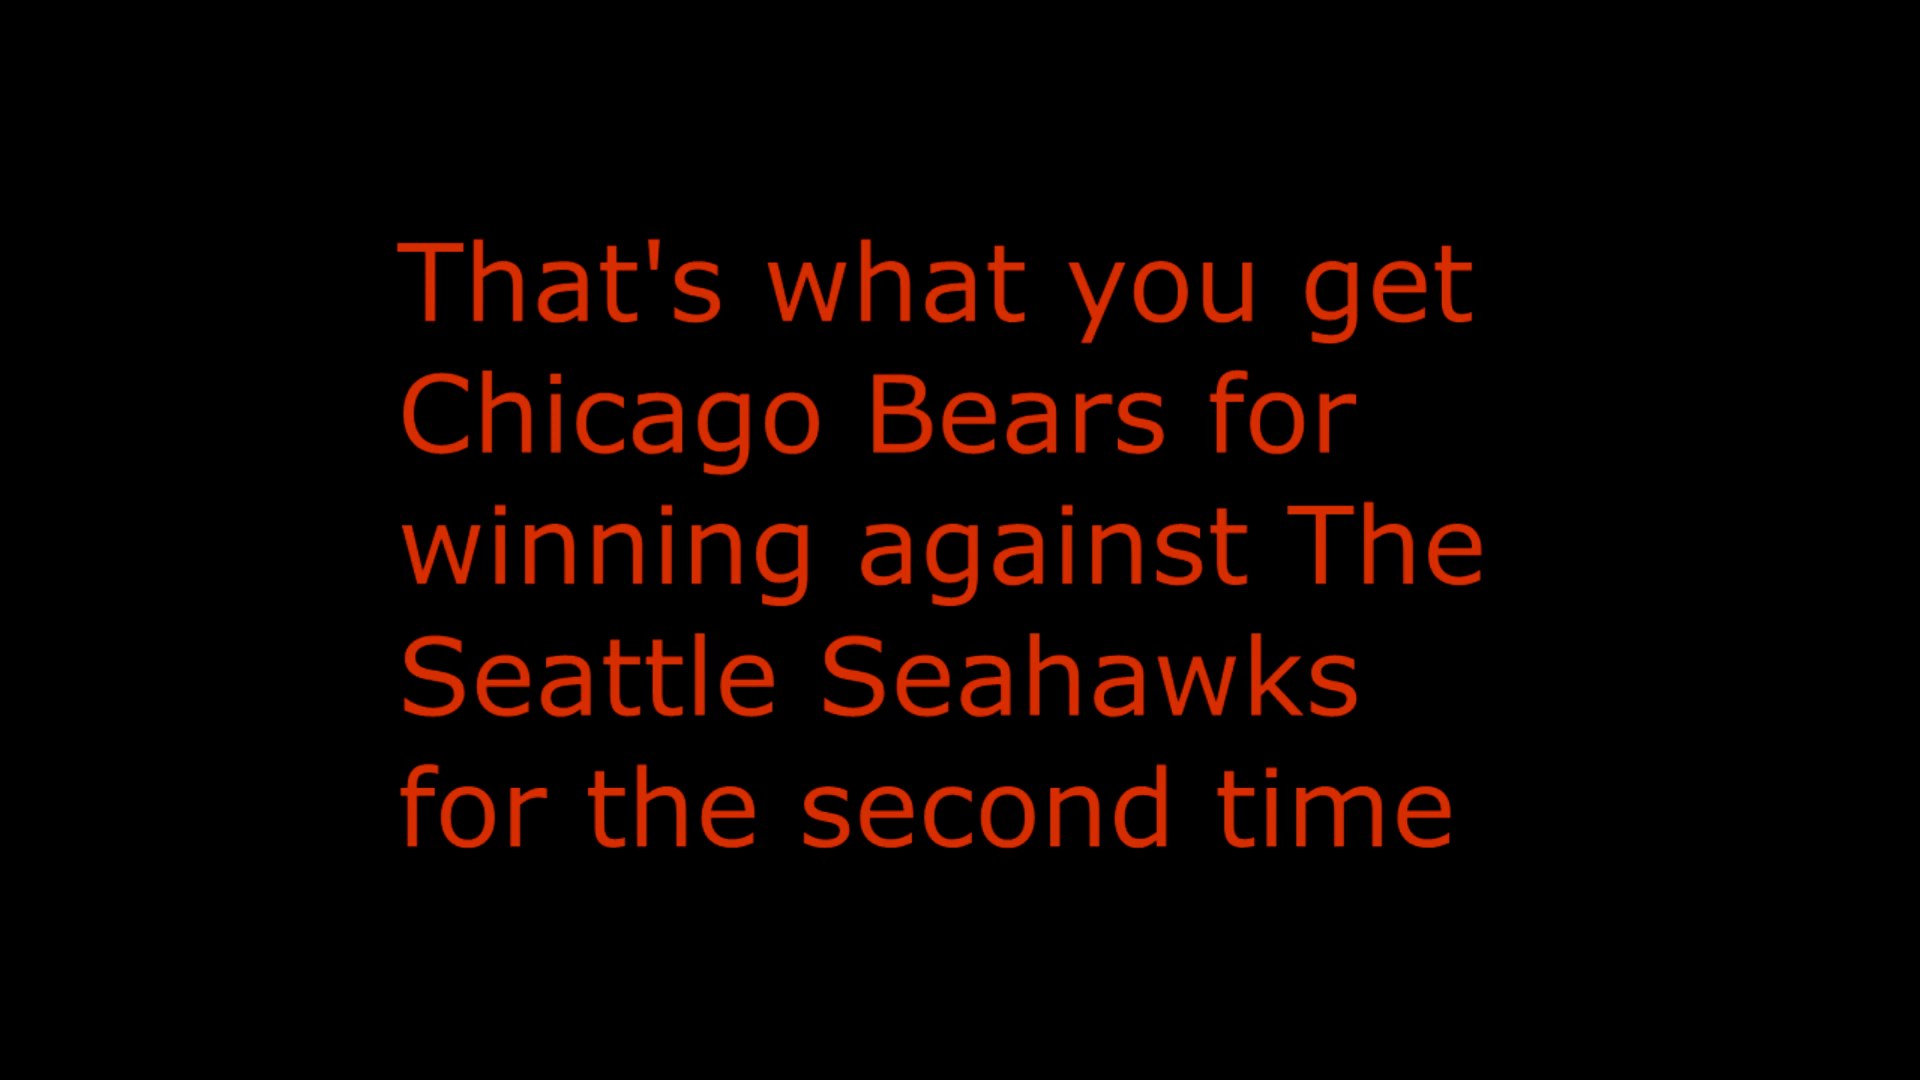 That's what you get
Chicago Bears for
winning against The
Seattle Seahawks
for the second time